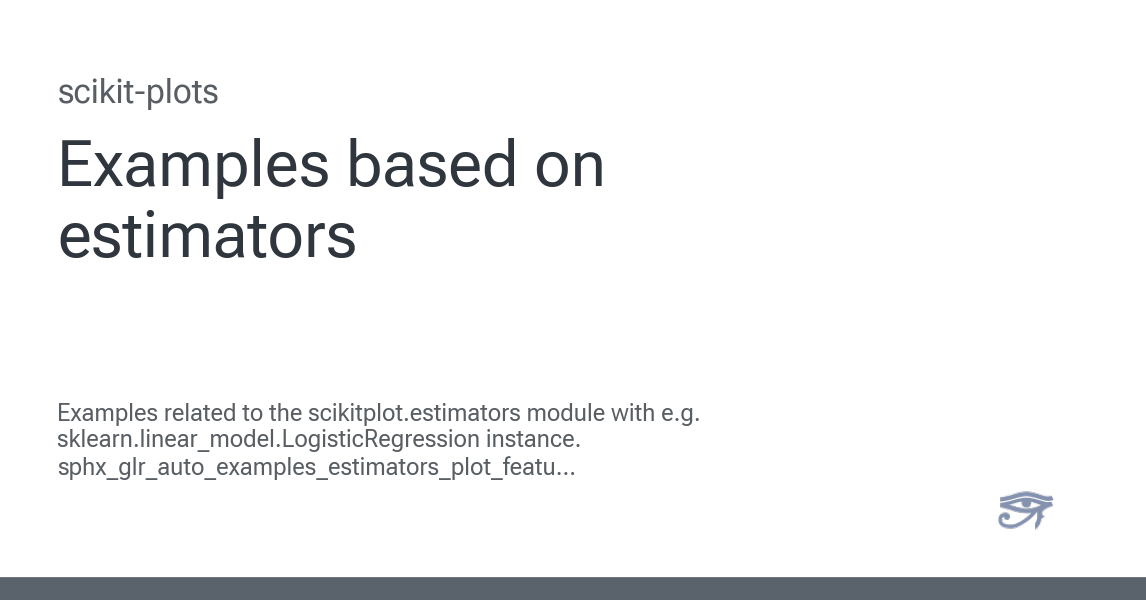 scikit-plots
Examples based on
estimators
Examples related to the scikitplot.estimators module with e.g.
sklearn.linear_model.LogisticRegression instance.
sphx_glr_auto_examples_estimators_plot_featu...